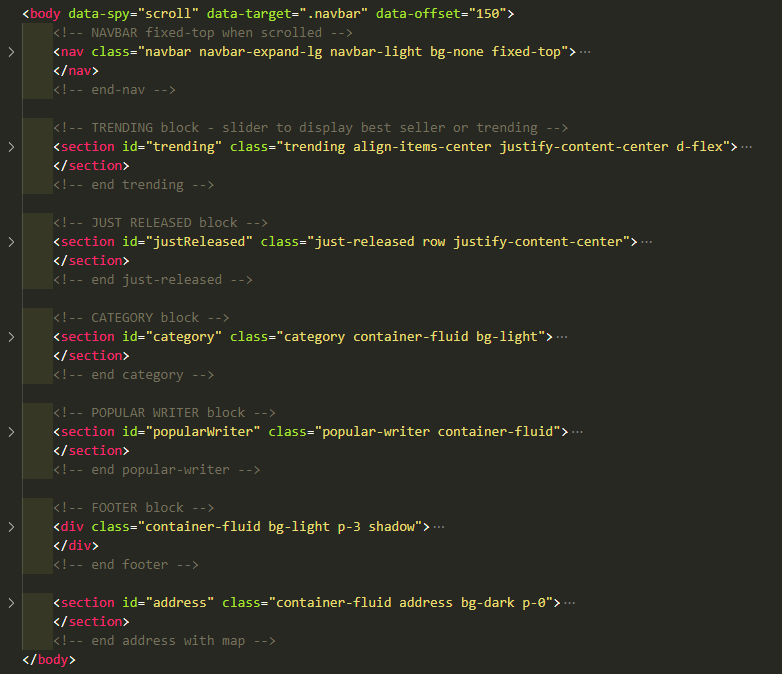 <body data-spy="scroll" data-target=".navbar" data-offset="150">
<!-- NAVBAR fixed-top when scrolled -->
<nav class="navbar navbar-expand-lg navbar-light bg-none fixed-top">···
</nav>
<!-- end-nav -->
<!-- TRENDING block - slider to display best seller or trending -->
<section id="trending" class="trending align-items-center justify-content-center d-flex">···
</section>
<!-- end trending -->
<!-- JUST RELEASED block -->
<section id="justReleased" class="just-released row justify-content-center">···
</section>
<!-- end just-released -->
<!-- CATEGORY block -->
<section id="category" class="category container-fluid bg-light">···
</section>
<!-- end category -->
<!-- POPULAR WRITER block -->
<section id="popularWriter" class="popular-writer container-fluid">···
</section>
<!-- end popular-writer -->
<!-- FOOTER block -->
<div class="container-fluid bg-light p-3 shadow">···
</div>
<!-- end footer -->
<section id="address" class="container-fluid address bg-dark p-0">···
</section>
<!-- end address with map -->
</body>